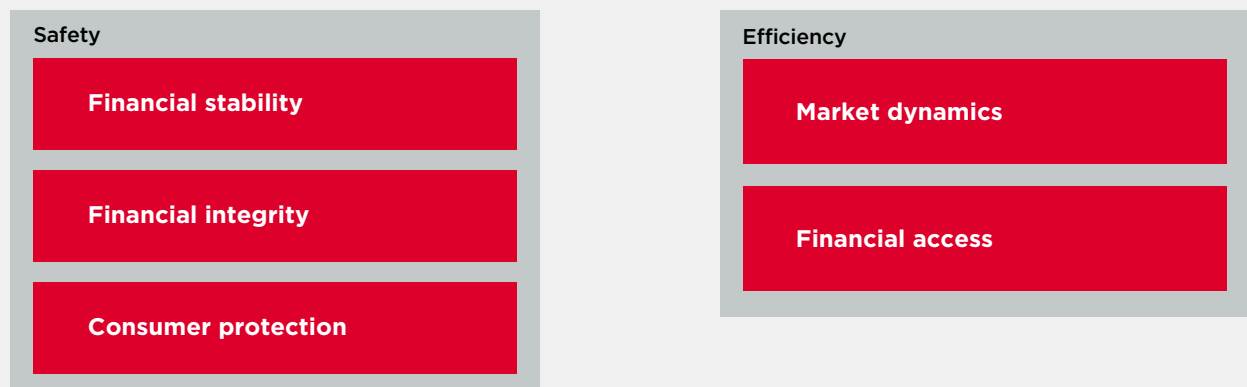 Safety
Financial stability
Financial integrity
Consumer protection
Efficiency
Market dynamics
Financial access